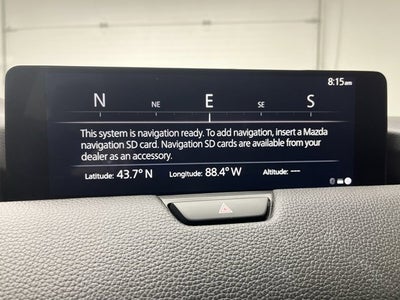 8:15am
N NE E SE S
This system is navigation ready. To add navigation, insert a Mazda
navigation SD card. Navigation SD cards are available from your
dealer as an accessory.
Latitude: 43.7° N Longitude: 88.4° W Altitude: ---